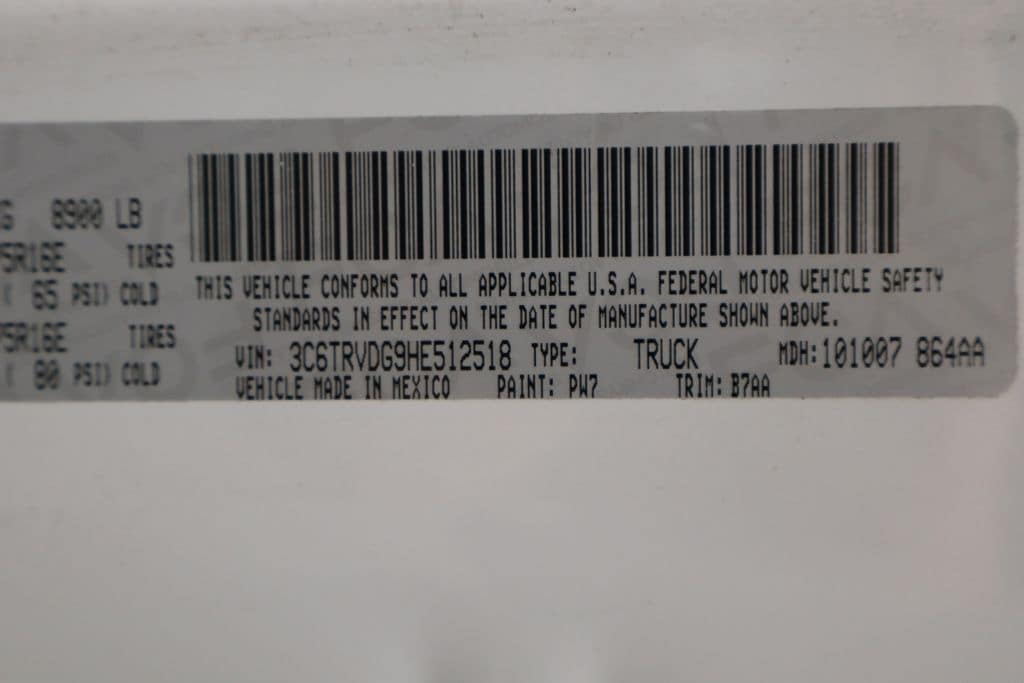 G 8900 LB
5R16E TIRES
( 65 PSI) COLD
5R16E TIRES
( 80 PSI) COLD
THIS VEHICLE CONFORMS TO ALL APPLICABLE U.S.A. FEDERAL MOTOR VEHICLE SAFETY
STANDARDS IN EFFECT ON THE DATE OF MANUFACTURE SHOWN ABOVE.
VIN: 3C6TRVDG9HE512518 TYPE: TRUCK MDH: 101007 864AA
VEHICLE MADE IN MEXICO PAINT: PW7 TRIM: B7AA